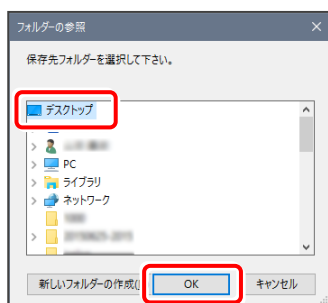 フォルダーの参照
保存先フォルダーを選択して下さい。
デスクトップ
PC
ライブラリ
ネットワーク
新しいフォルダーの作成(
OK
キャンセル